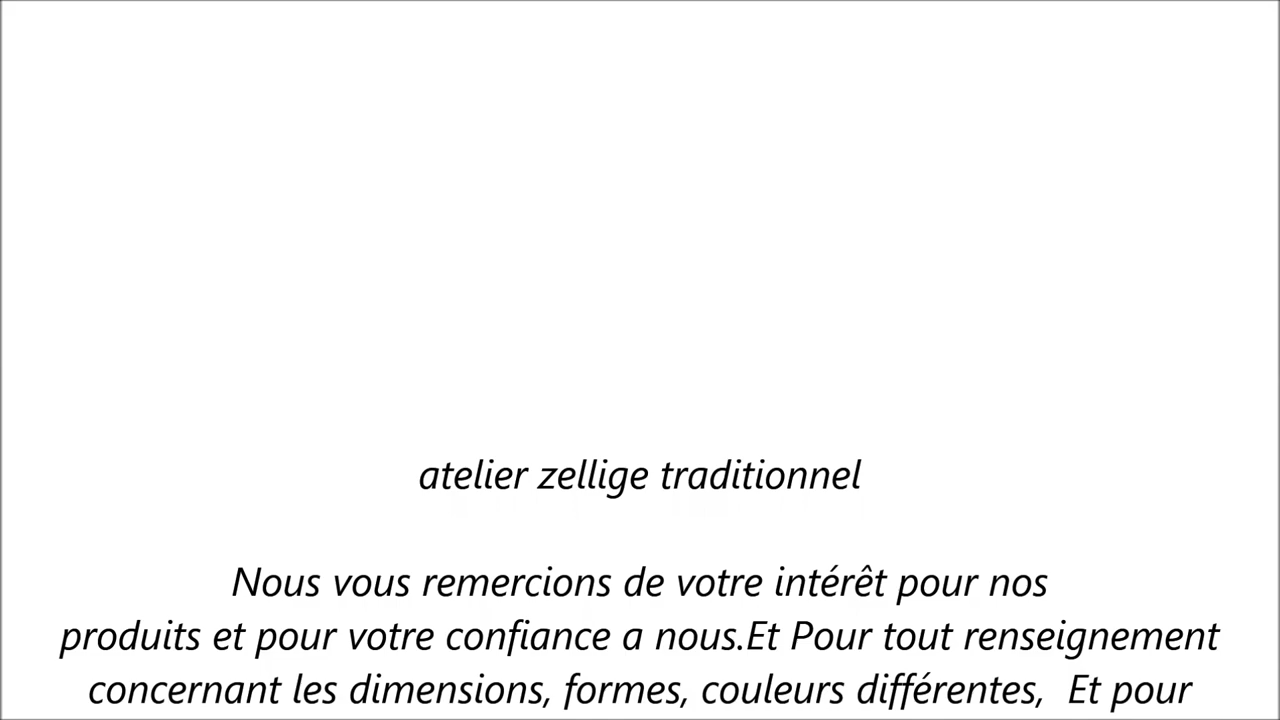 atelier zellige traditionnel
Nous vous remercions de votre intérêt pour nos
produits et pour votre confiance a nous.Et Pour tout renseignement
concernant les dimensions, formes, couleurs différentes,  Et pour